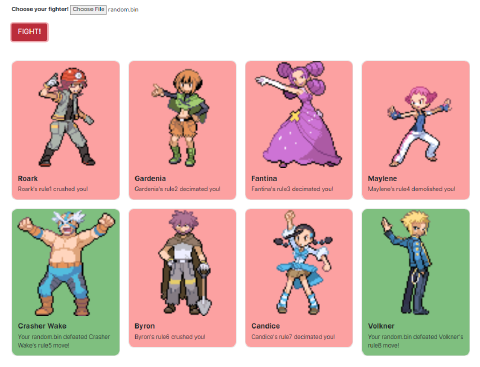 Choose your fighter! Choose File random.bin
FIGHT!
Roark
Roark's rule1 crushed you!
Gardenia
Gardenia's rule2 decimated you!
Fantina
Fantina's rule3 decimated you!
Maylene
Maylene's rule4 demolished you!
Crasher Wake
Your random.bin defeated Crasher
Wake's rule5 move!
Byron
Byron's rule6 crushed you!
Candice
Candice's rule7 decimated you!
Volkner
Your random.bin defeated Volkner's
rule8 move!